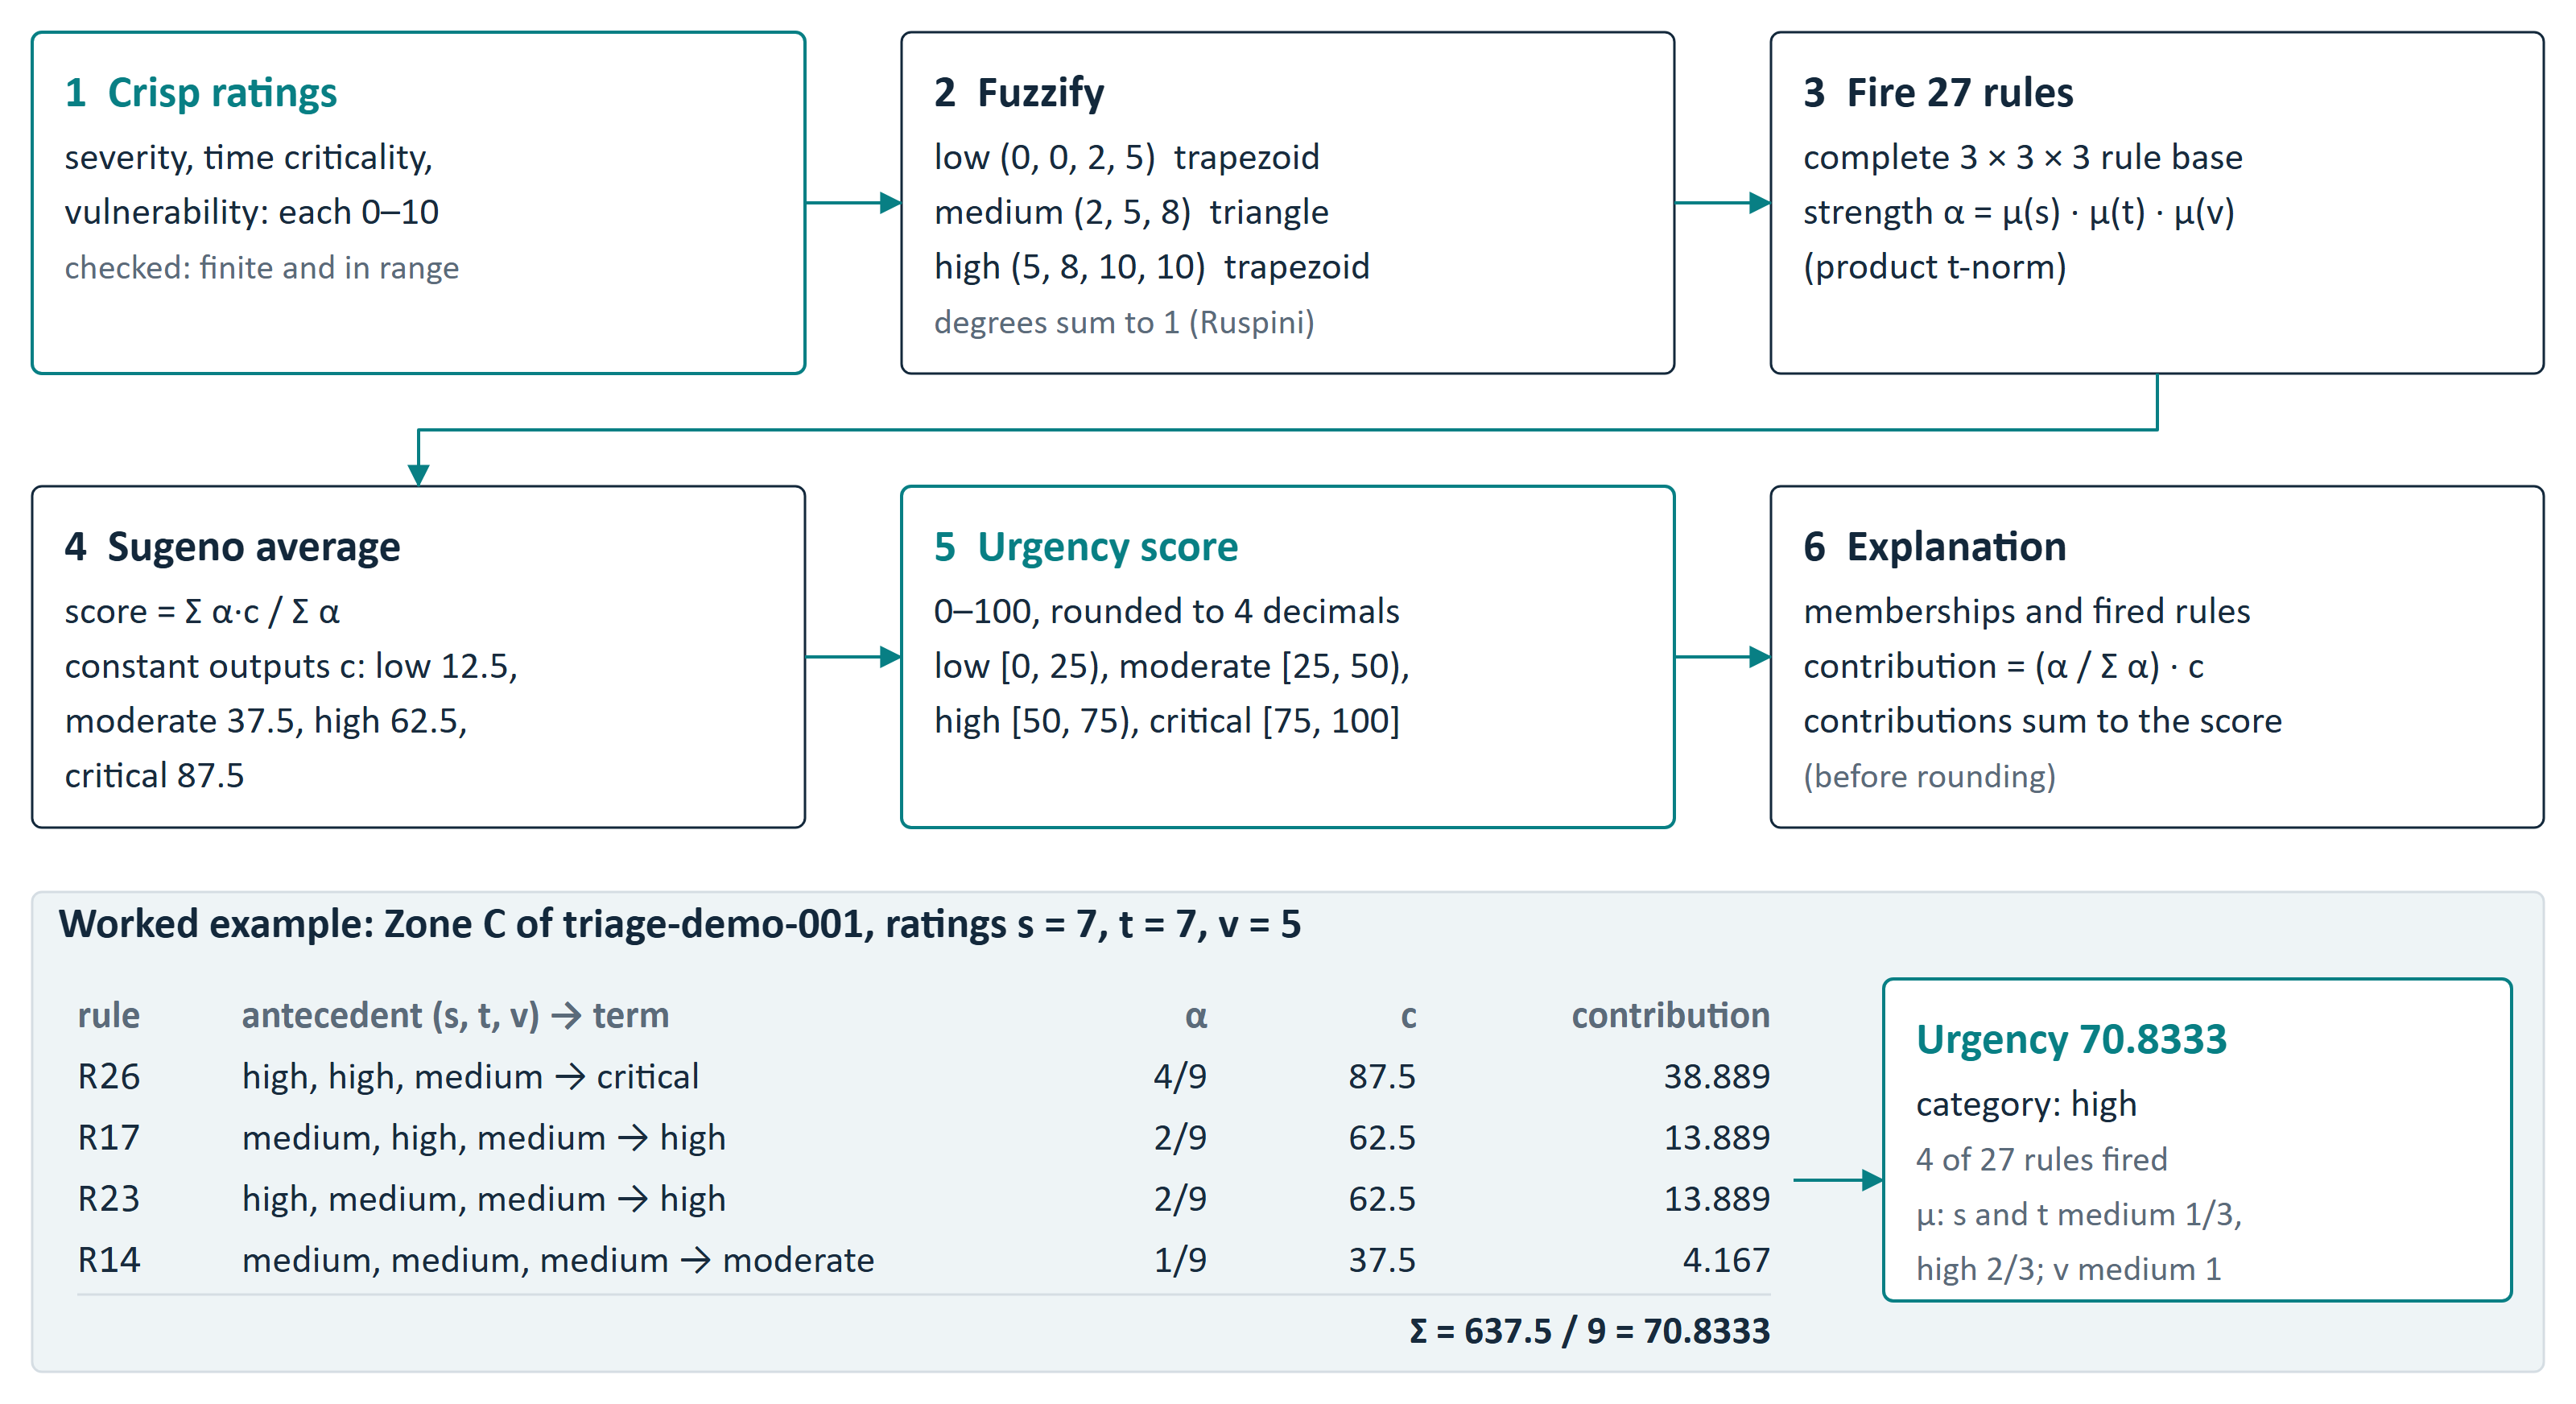 1 Crisp ratings
severity, time criticality,
vulnerability: each 0–10
checked: finite and in range
2 Fuzzify
low (0, 0, 2, 5) trapezoid
medium (2, 5, 8) triangle
high (5, 8, 10, 10) trapezoid
degrees sum to 1 (Ruspini)
3 Fire 27 rules
complete 3 × 3 × 3 rule base
strength α = μ(s) · μ(t) · μ(v)
(product t-norm)
4 Sugeno average
score = Σ α·c / Σ α
constant outputs c: low 12.5,
moderate 37.5, high 62.5,
critical 87.5
5 Urgency score
0–100, rounded to 4 decimals
low [0, 25), moderate [25, 50),
high [50, 75), critical [75, 100]
6 Explanation
memberships and fired rules
contribution = (α / Σ α) · c
contributions sum to the score
(before rounding)
Worked example: Zone C of triage-demo-001, ratings s = 7, t = 7, v = 5
rule antecedent (s, t, v) → term α c contribution
R26 high, high, medium → critical 4/9 87.5 38.889
R17 medium, high, medium → high 2/9 62.5 13.889
R23 high, medium, medium → high 2/9 62.5 13.889
R14 medium, medium, medium → moderate 1/9 37.5 4.167
Σ = 637.5 / 9 = 70.8333
Urgency 70.8333
category: high
4 of 27 rules fired
μ: s and t medium 1/3,
high 2/3; v medium 1